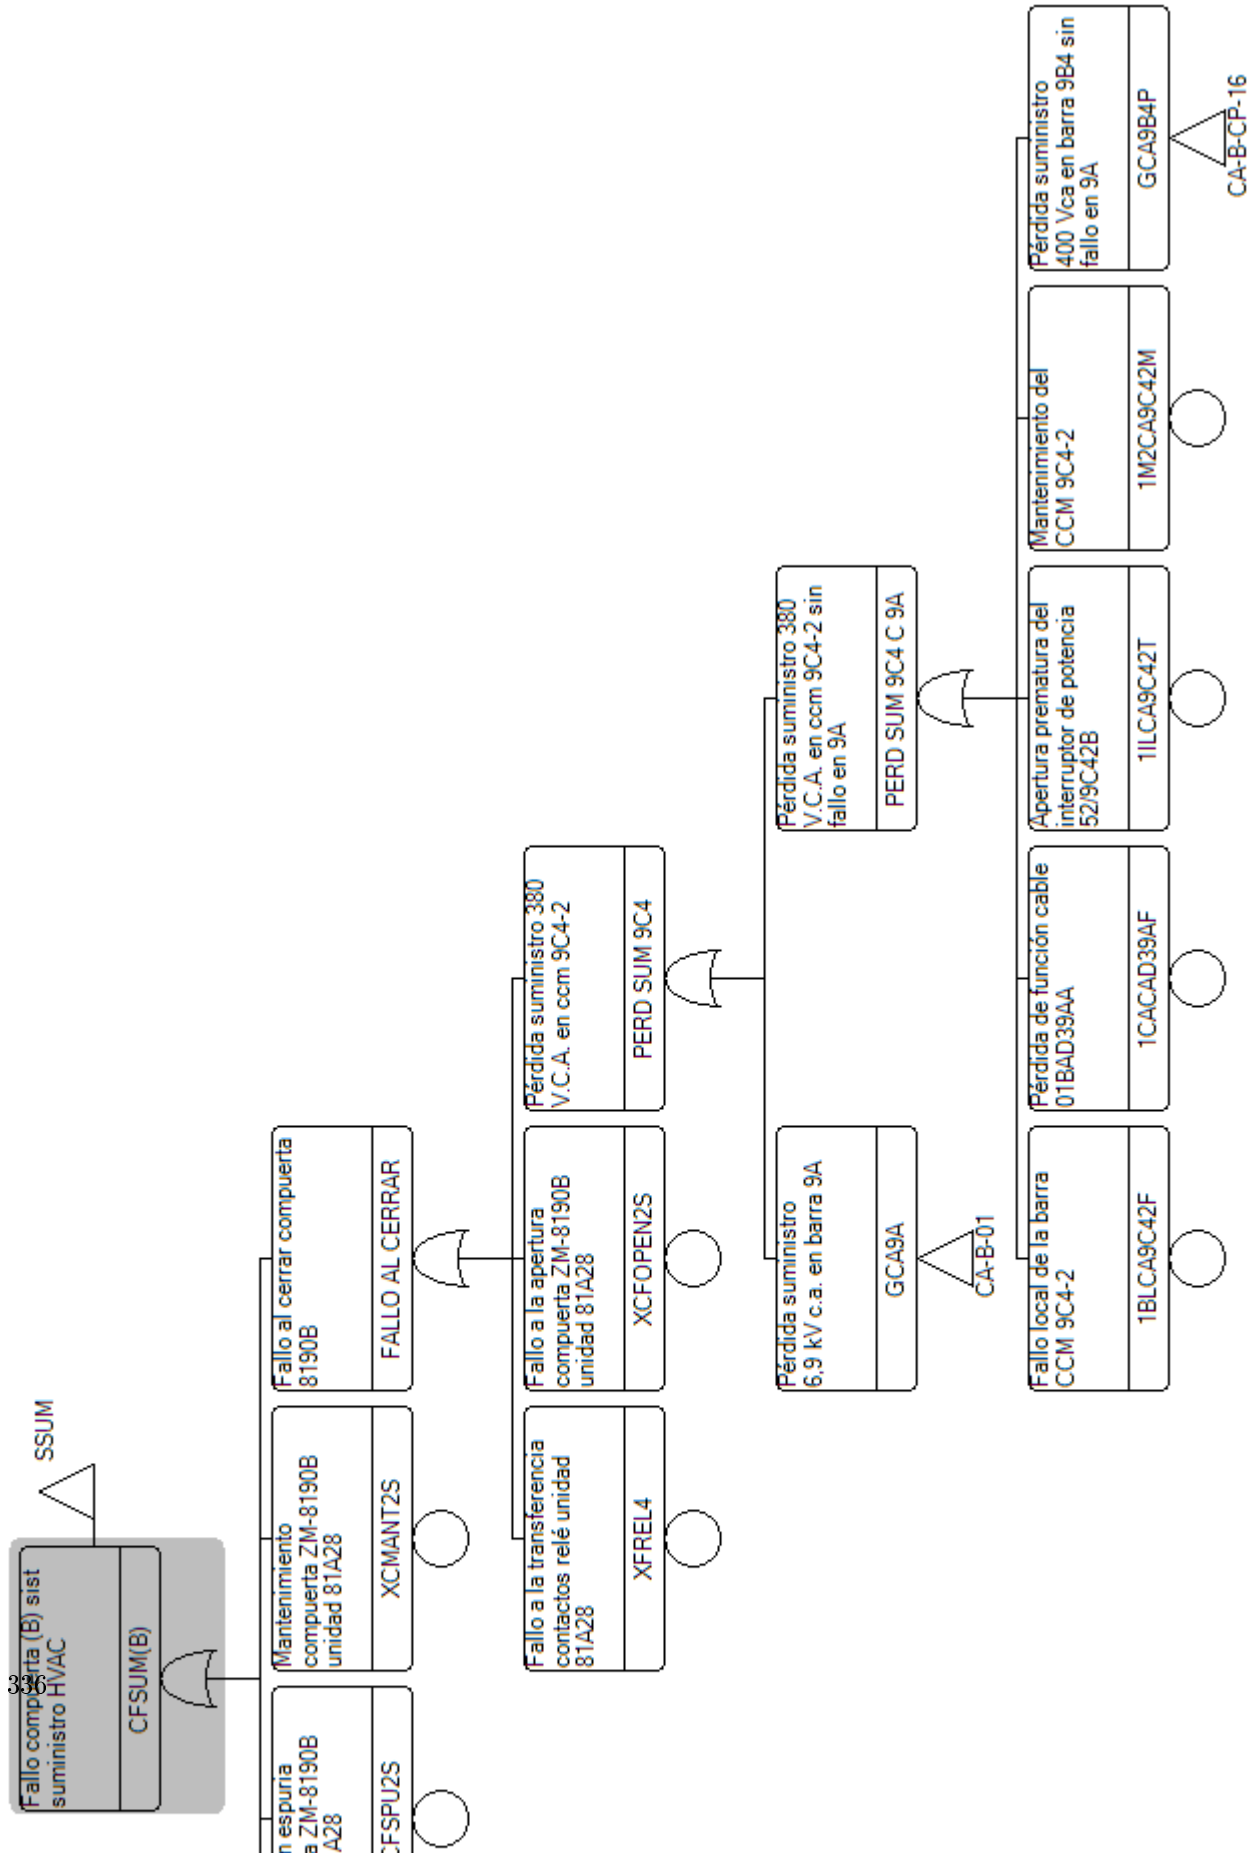 SSUM
Fallo compuerta (B) sist
suministro HVAC
CFSUM(B)
336
n espuria
a ZM-8190B
A28
CFSPU2S
Mantenimiento
compuerta ZM-8190B
unidad 81A28
XCMANT2S
Fallo al cerrar compuerta
8190B
FALLO AL CERRAR
Fallo a la transferencia
contactos relé unidad
81A28
XFREL4
Fallo a la apertura
compuerta ZM-8190B
unidad 81A28
XCFOPEN2S
Pérdida suministro 380
V.C.A. en ccm 9C4-2
PERD SUM 9C4
Pérdida suministro
6,9 kV c.a. en barra 9A
GCA9A
CA-B-01
Pérdida suministro 380
V.C.A. en ccm 9C4-2 sin
fallo en 9A
PERD SUM 9C4 C 9A
Fallo local de la barra
CCM 9C4-2
1BLCA9C42F
Pérdida de función cable
01BAD39AA
1CACAD39AF
Apertura prematura del
interruptor de potencia
52/9C42B
1ILCA9C42T
Mantenimiento del
CCM 9C4-2
1M2CA9C42M
Pérdida suministro
400 Vca en barra 9B4 sin
fallo en 9A
GCA9B4P
CA-B-CP-16